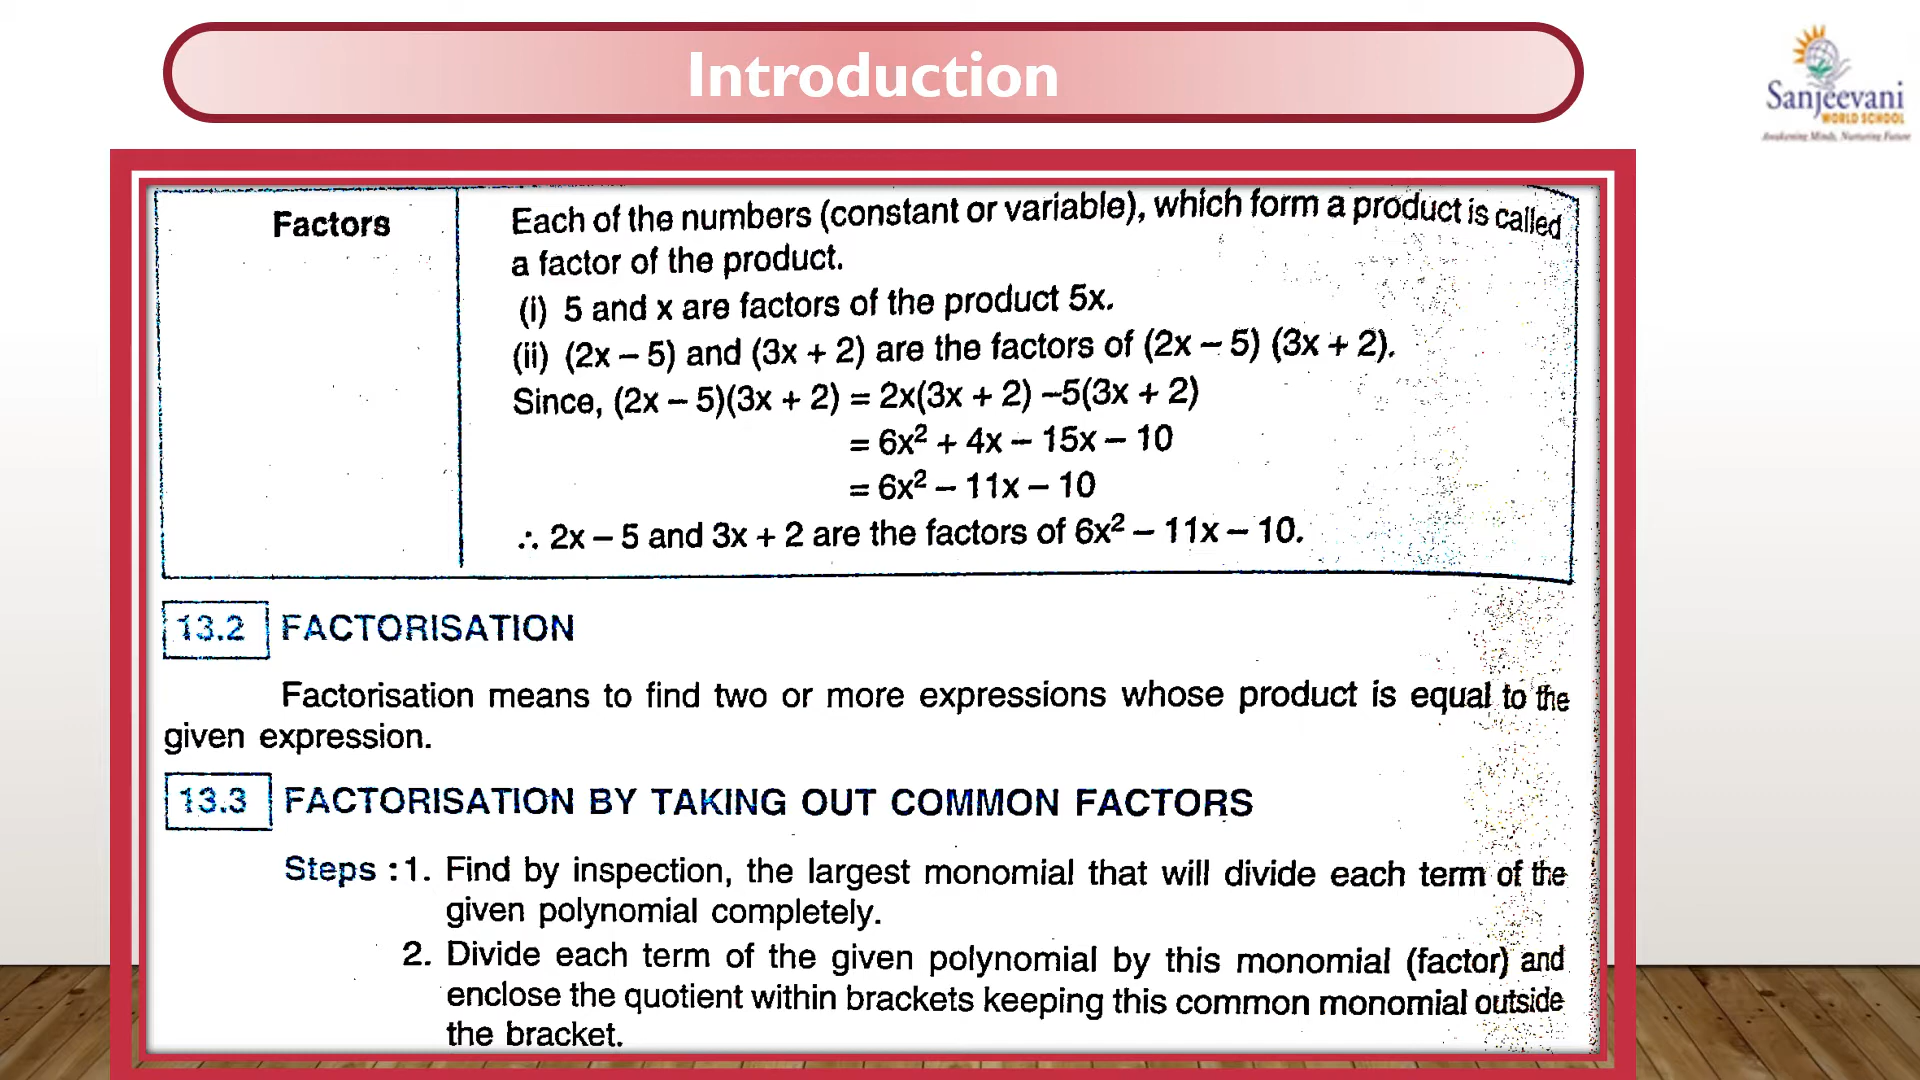 Introduction
Sanjeevani
WORLD SCHOOL
Awakening Minds, Nurturing Future
Factors
Each of the numbers (constant or variable), which form a product is called
a factor of the product.
(i) 5 and x are factors of the product 5x.
(ii) (2x – 5) and (3x + 2) are the factors of (2x – 5) (3x + 2).
Since, (2x – 5)(3x + 2) = 2x(3x + 2) –5(3x + 2)
= 6x² + 4x – 15x – 10
= 6x² – 11x – 10
∴ 2x – 5 and 3x + 2 are the factors of 6x² – 11x – 10.
13.2 FACTORISATION
Factorisation means to find two or more expressions whose product is equal to the
given expression.
13.3 FACTORISATION BY TAKING OUT COMMON FACTORS
Steps : 1. Find by inspection, the largest monomial that will divide each term of the
given polynomial completely.
2. Divide each term of the given polynomial by this monomial (factor) and
enclose the quotient within brackets keeping this common monomial outside
the bracket.